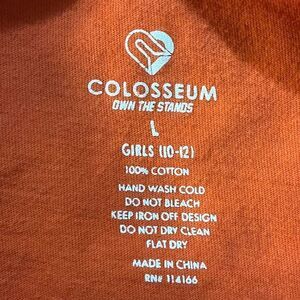 COLOSSEUM
OWN THE STANDS
L
GIRLS (10-12)
100% COTTON
HAND WASH COLD
DO NOT BLEACH
KEEP IRON OFF DESIGN
DO NOT DRY CLEAN
FLAT DRY
MADE IN CHINA
RN# 114166